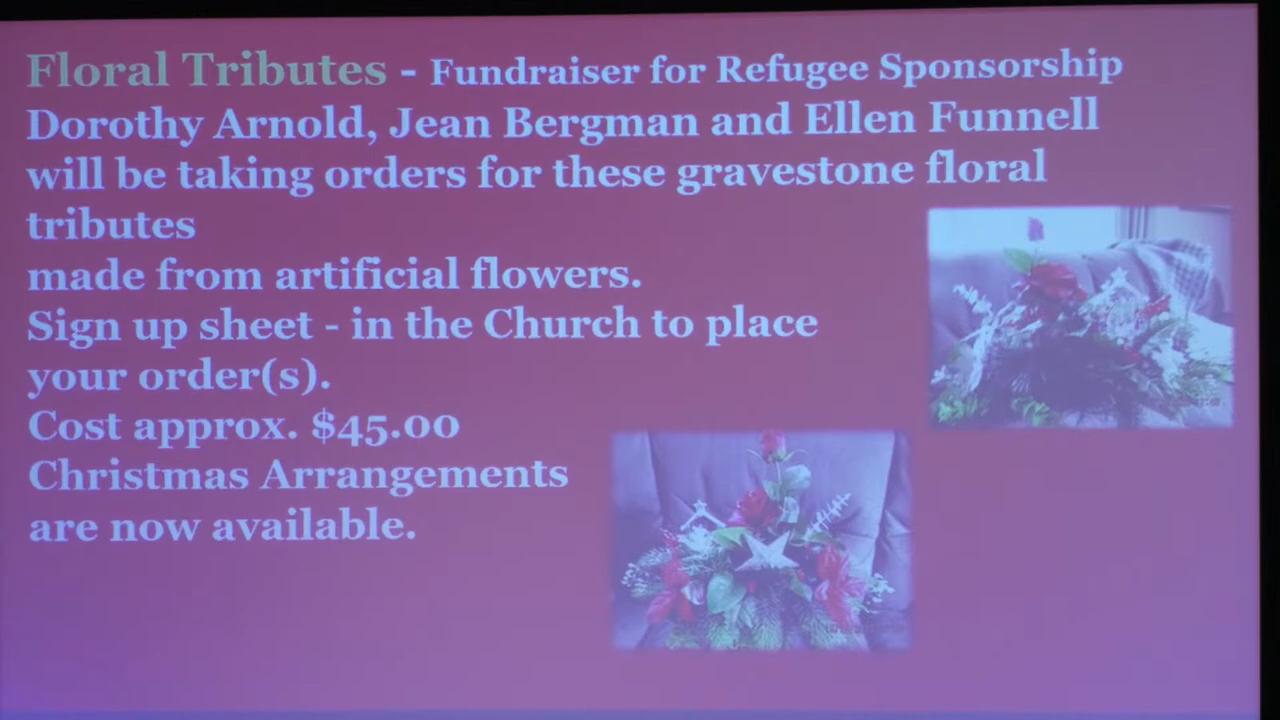 Floral Tributes - Fundraiser for Refugee Sponsorship
Dorothy Arnold, Jean Bergman and Ellen Funnell
will be taking orders for these gravestone floral
tributes
made from artificial flowers.
Sign up sheet - in the Church to place
your order(s).
Cost approx. $45.00
Christmas Arrangements
are now available.